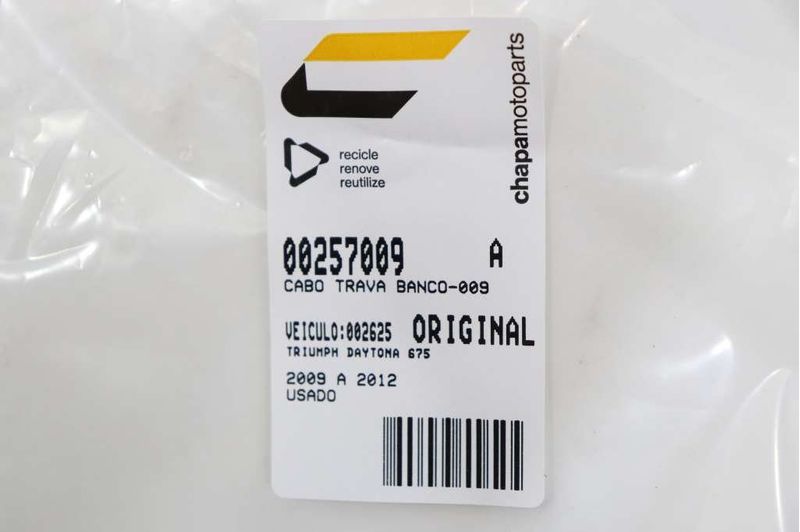 chapamotoparts
recicle
renove
reutilize
00257009 A
CABO TRAVA BANCO-009
VEICULO:002625 ORIGINAL
TRIUMPH DAYTONA 675
2009 A 2012
USADO